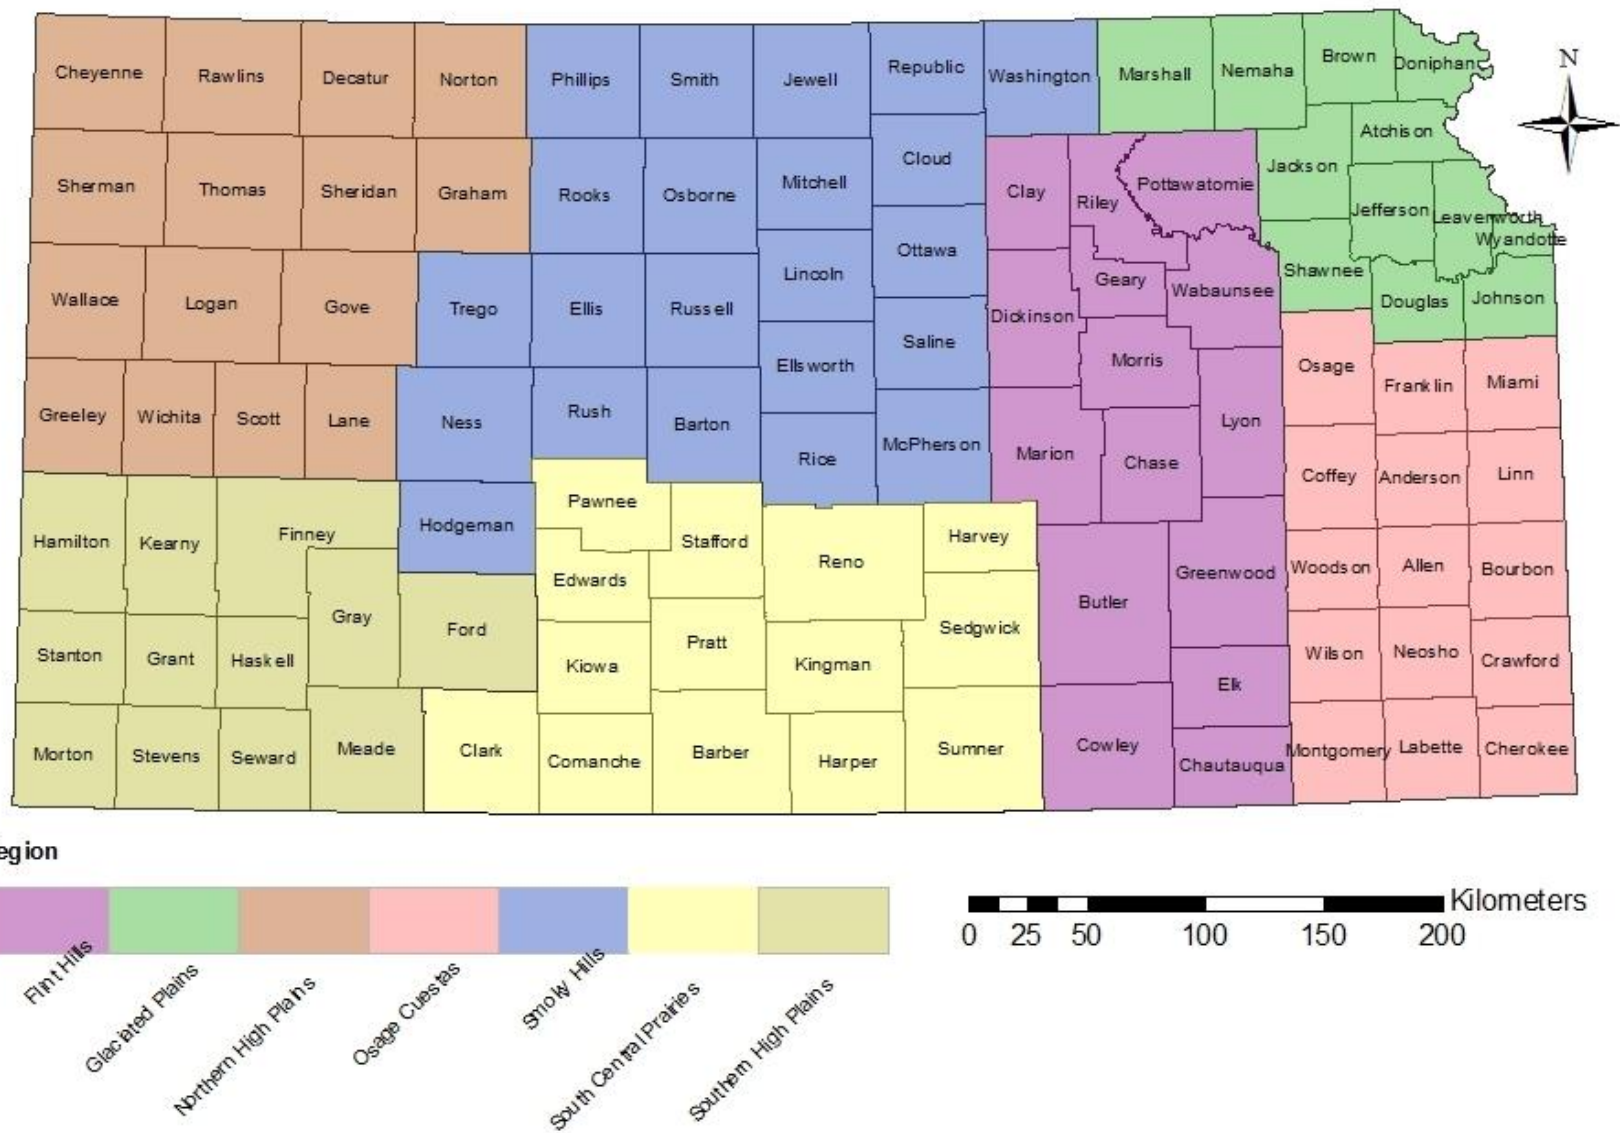 N
Cheyenne Rawlins Decatur Norton Phillips Smith Jewell Republic Washington Marshall Nemaha Brown Doniphan
Atchison
Sherman Thomas Sheridan Graham Rooks Osborne Mitchell Cloud Clay Riley Pottawatomie Jackson Jefferson Leavenworth
Wyandotte
Wallace Logan Gove Trego Ellis Russell Lincoln Ottawa Dickinson Geary Wabaunsee Shawnee Douglas Johnson
Ellsworth Saline Morris Osage Franklin Miami
Greeley Wichita Scott Lane Ness Rush Barton Rice McPherson Marion Chase Lyon Coffey Anderson Linn
Hamilton Kearny Finney Hodgeman Pawnee Stafford Reno Harvey
Edwards Butler Greenwood Woodson Allen Bourbon
Stanton Grant Haskell Gray Ford Kiowa Pratt Kingman Sedgwick Elk Wilson Neosho Crawford
Morton Stevens Seward Meade Clark Comanche Barber Harper Sumner Cowley Chautauqua Montgomery Labette Cherokee
egion
Flint Hills
Glaciated Plains
Northern High Plains
Osage Cuestas
Smoky Hills
South Central Prairies
Southern High Plains
Kilometers
0 25 50 100 150 200